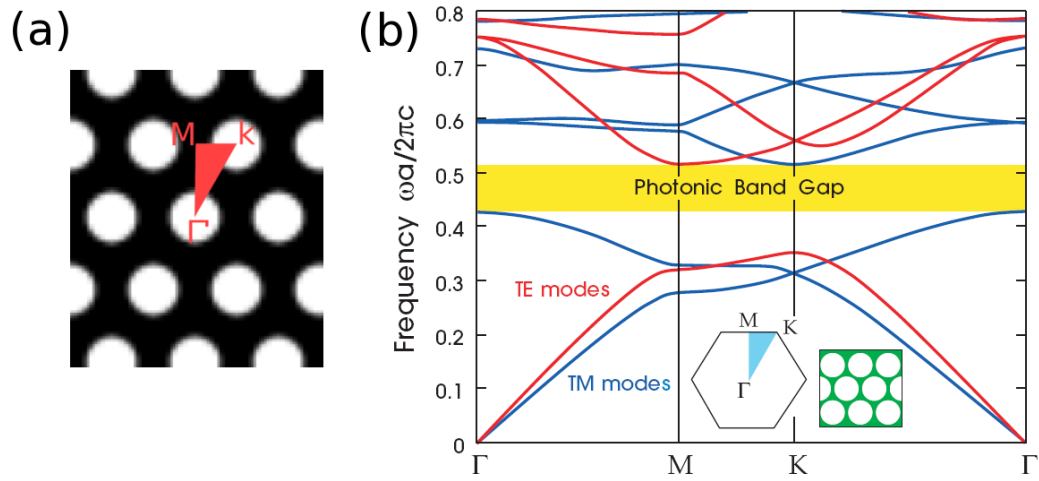 (a)
M k
Γ
(b)
Frequency ωa/2πc
0.8
0.7
0.6
0.5
0.4
0.3
0.2
0.1
0
Photonic Band Gap
TE modes
TM modes
M
K
Γ
Γ M K Γ